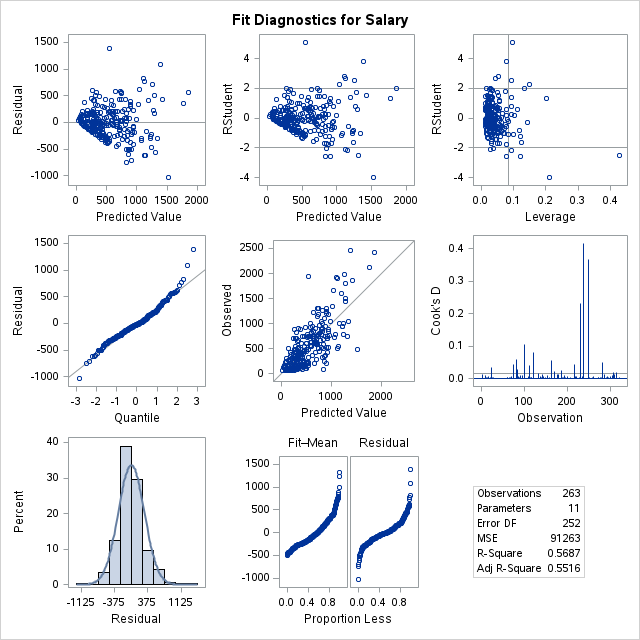 Fit Diagnostics for Salary
1500
1000
500
0
-500
-1000
Residual
0 500 1000 1500 2000
Predicted Value
4
2
0
-2
-4
RStudent
0 500 1000 1500 2000
Predicted Value
4
2
0
-2
-4
RStudent
0.0 0.1 0.2 0.3 0.4
Leverage
1500
1000
500
0
-500
-1000
Residual
-3 -2 -1 0 1 2 3
Quantile
2500
2000
1500
1000
500
0
Observed
0 500 1000 1500 2000
Predicted Value
0.4
0.3
0.2
0.1
0.0
Cook's D
0 100 200 300
Observation
40
30
20
10
0
Percent
-1125 -375 375 1125
Residual
Fit–Mean Residual
1500
1000
500
0
-500
-1000
0.0 0.4 0.8 0.0 0.4 0.8
Proportion Less
Observations 263
Parameters 11
Error DF 252
MSE 91263
R-Square 0.5687
Adj R-Square 0.5516